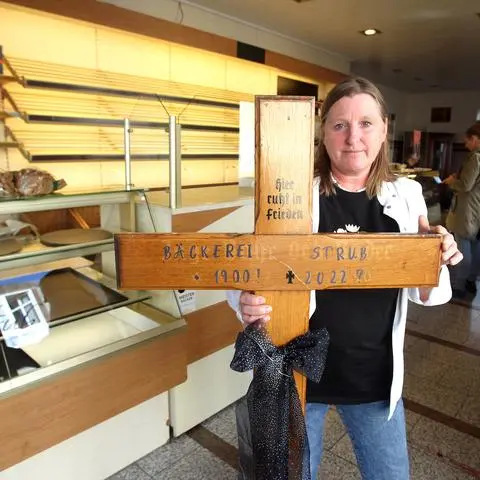 Hier
ruht in
Frieden
BÄCKEREI STRUB
1900! ✝ 2022?!